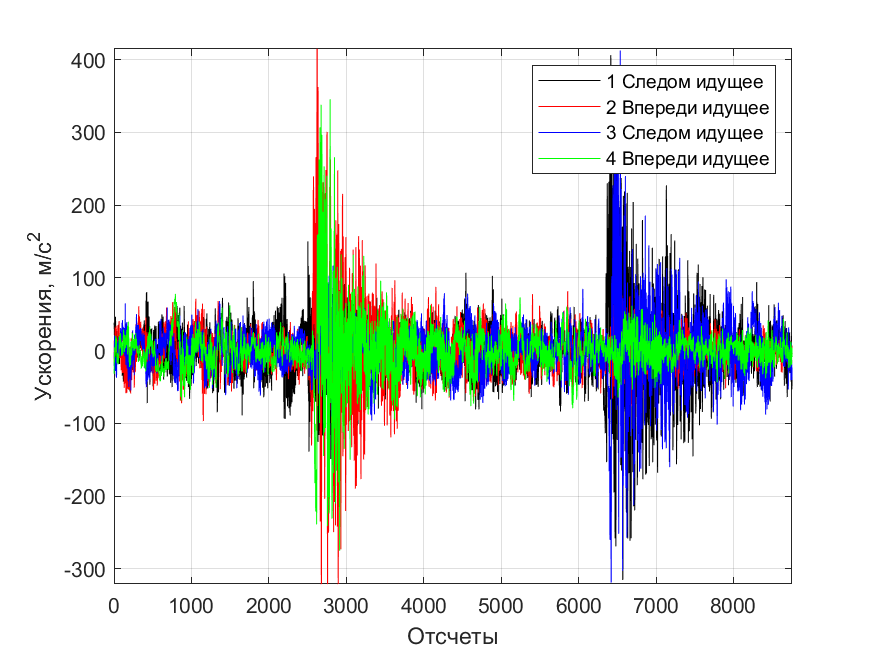 400
300
200
100
0
-100
-200
-300
0 1000 2000 3000 4000 5000 6000 7000 8000
Ускорения, м/с²
Отсчеты
1 Следом идущее
2 Впереди идущее
3 Следом идущее
4 Впереди идущее